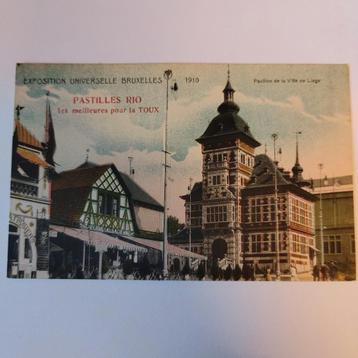 EXPOSITION UNIVERSELLE BRUXELLES 1910
Pavillon de la Ville de Liège
PASTILLES RIO
Les meilleures pour la TOUX